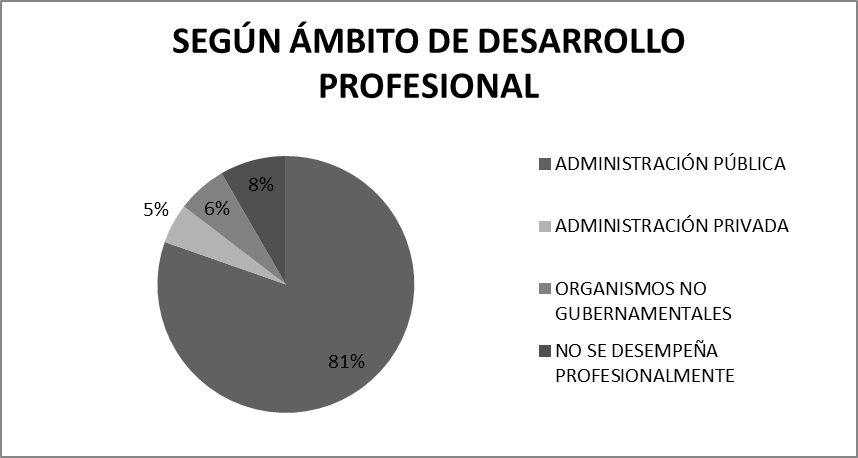 SEGÚN ÁMBITO DE DESARROLLO
PROFESIONAL
8%
6%
5%
81%
ADMINISTRACIÓN PÚBLICA
ADMINISTRACIÓN PRIVADA
ORGANISMOS NO
GUBERNAMENTALES
NO SE DESEMPEÑA
PROFESIONALMENTE